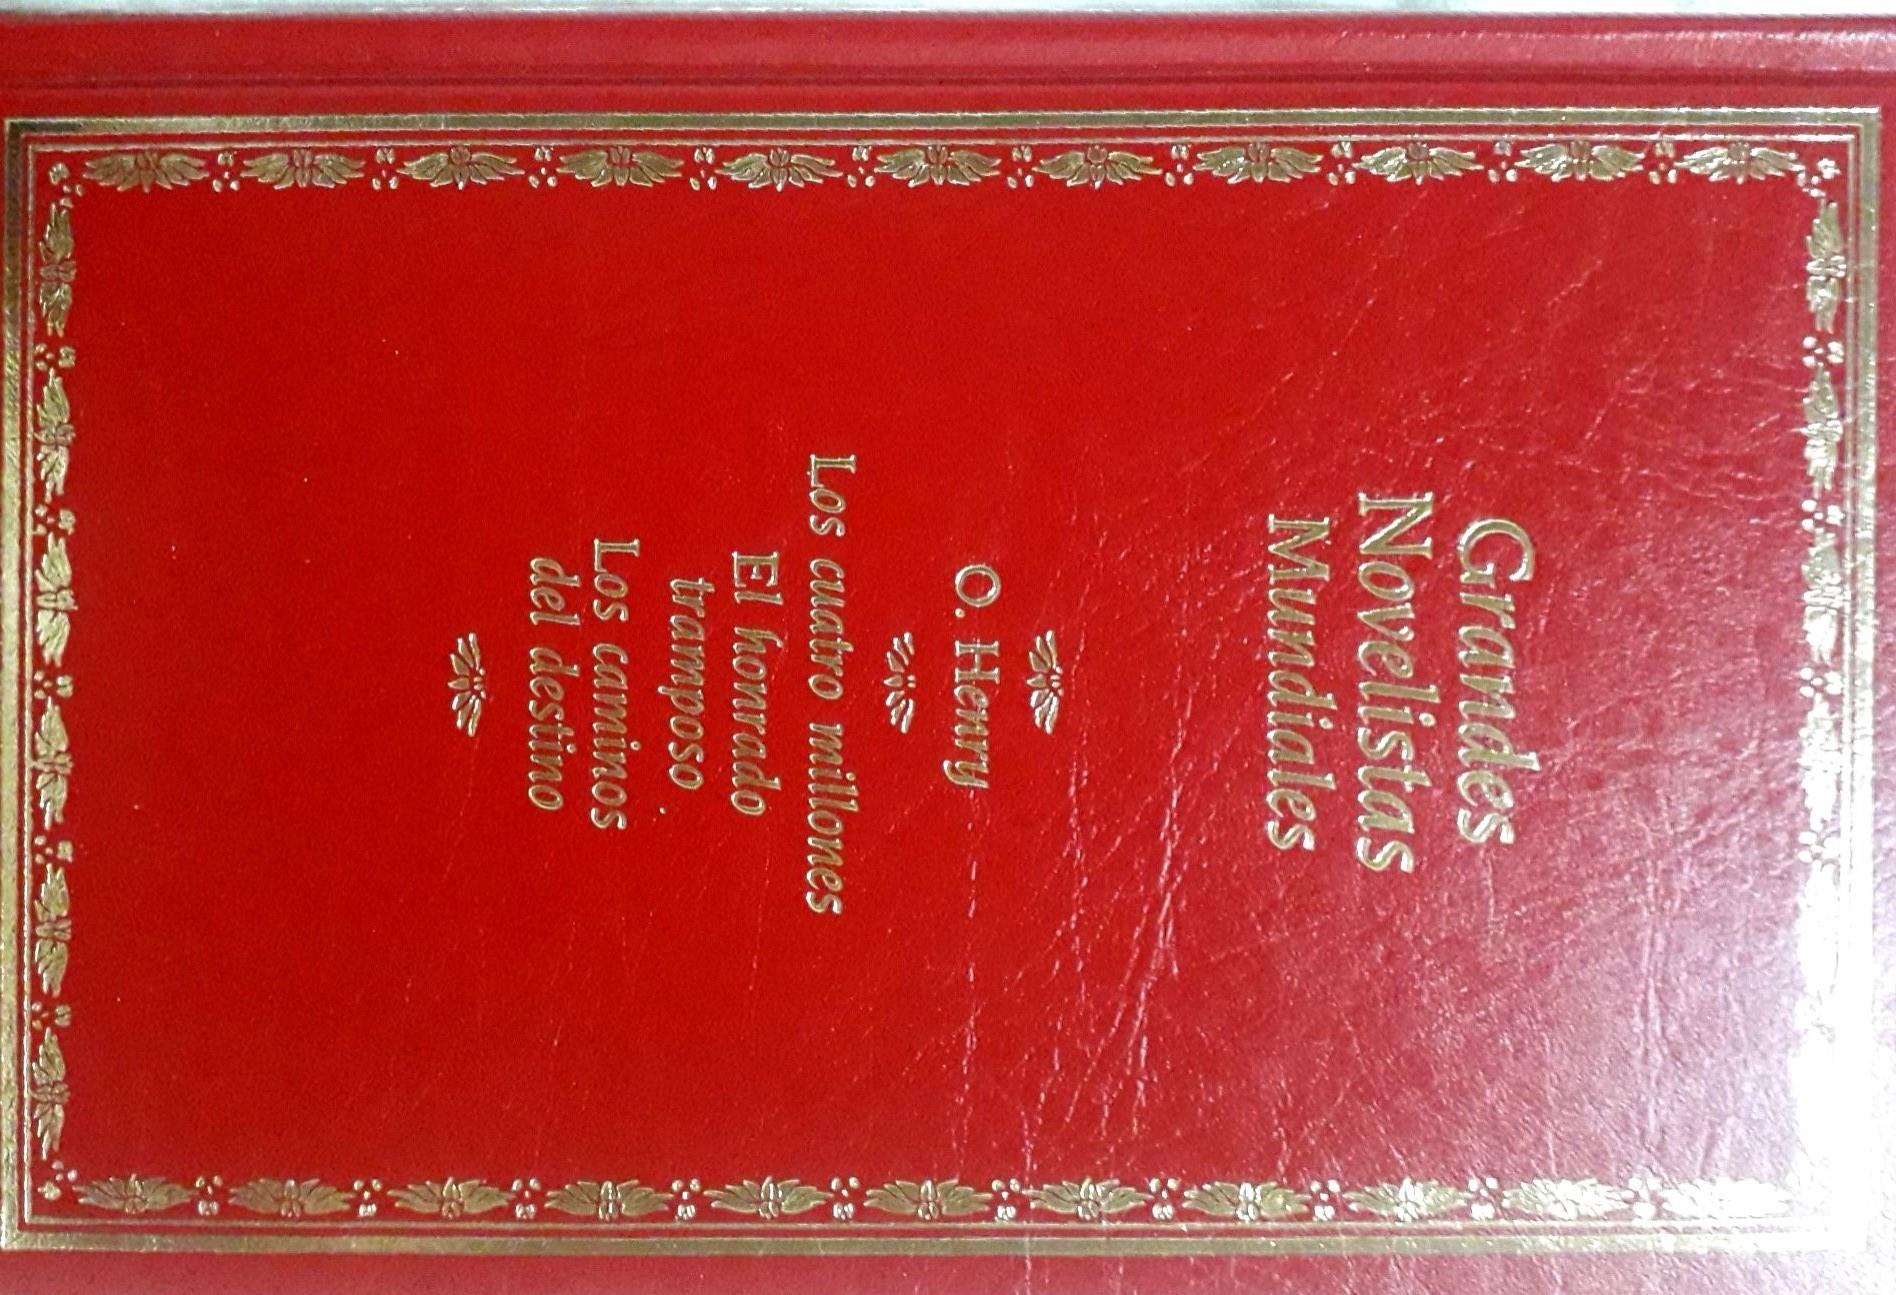 Grandes
Novelistas
Mundiales
O. Henry
Los cuatro millones
El honrado
tramposo
Los caminos
del destino